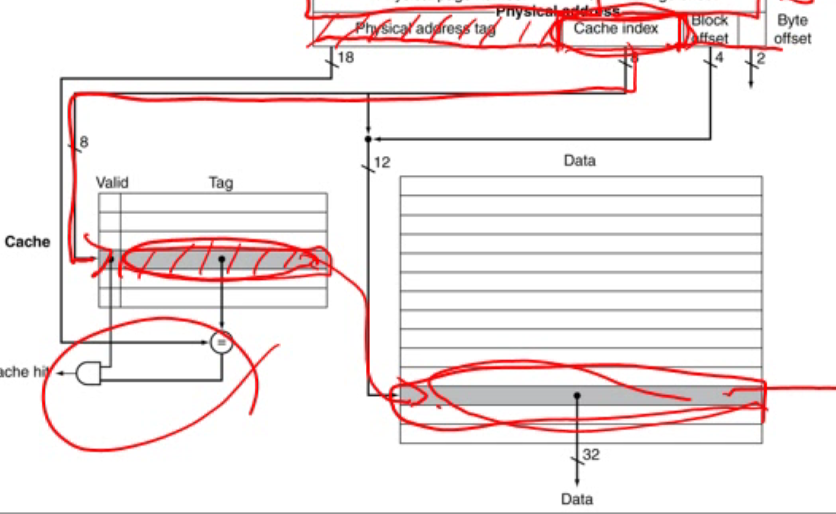 Physical address
Physical address tag Cache index Block offset Byte offset
18 8 4 2
8
12
Data
Valid Tag
Cache
=
ache hit
32
Data